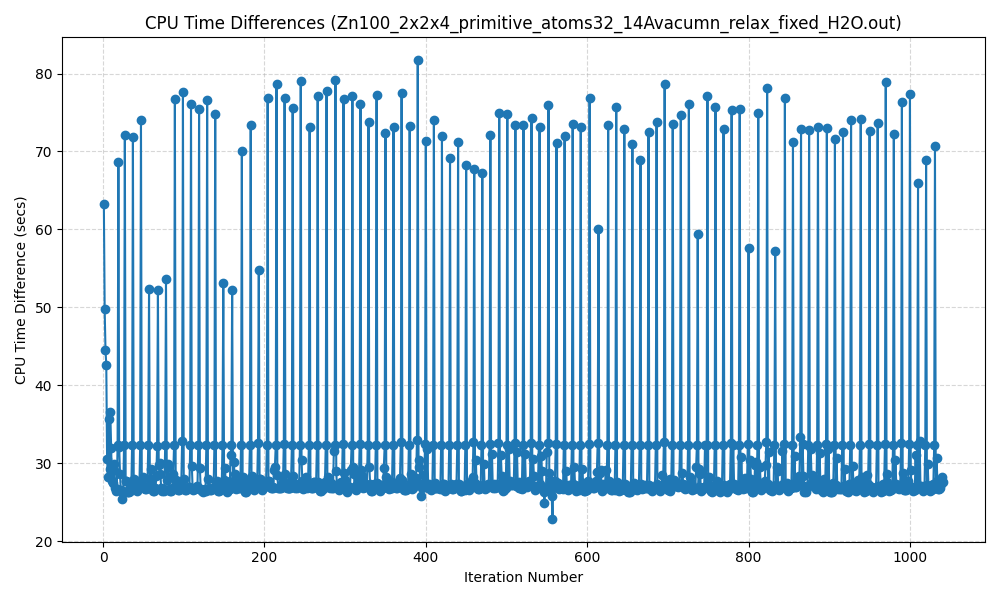 CPU Time Differences (Zn100_2x2x4_primitive_atoms32_14Avacumn_relax_fixed_H2O.out)
CPU Time Difference (secs)
80
70
60
50
40
30
20
0 200 400 600 800 1000
Iteration Number